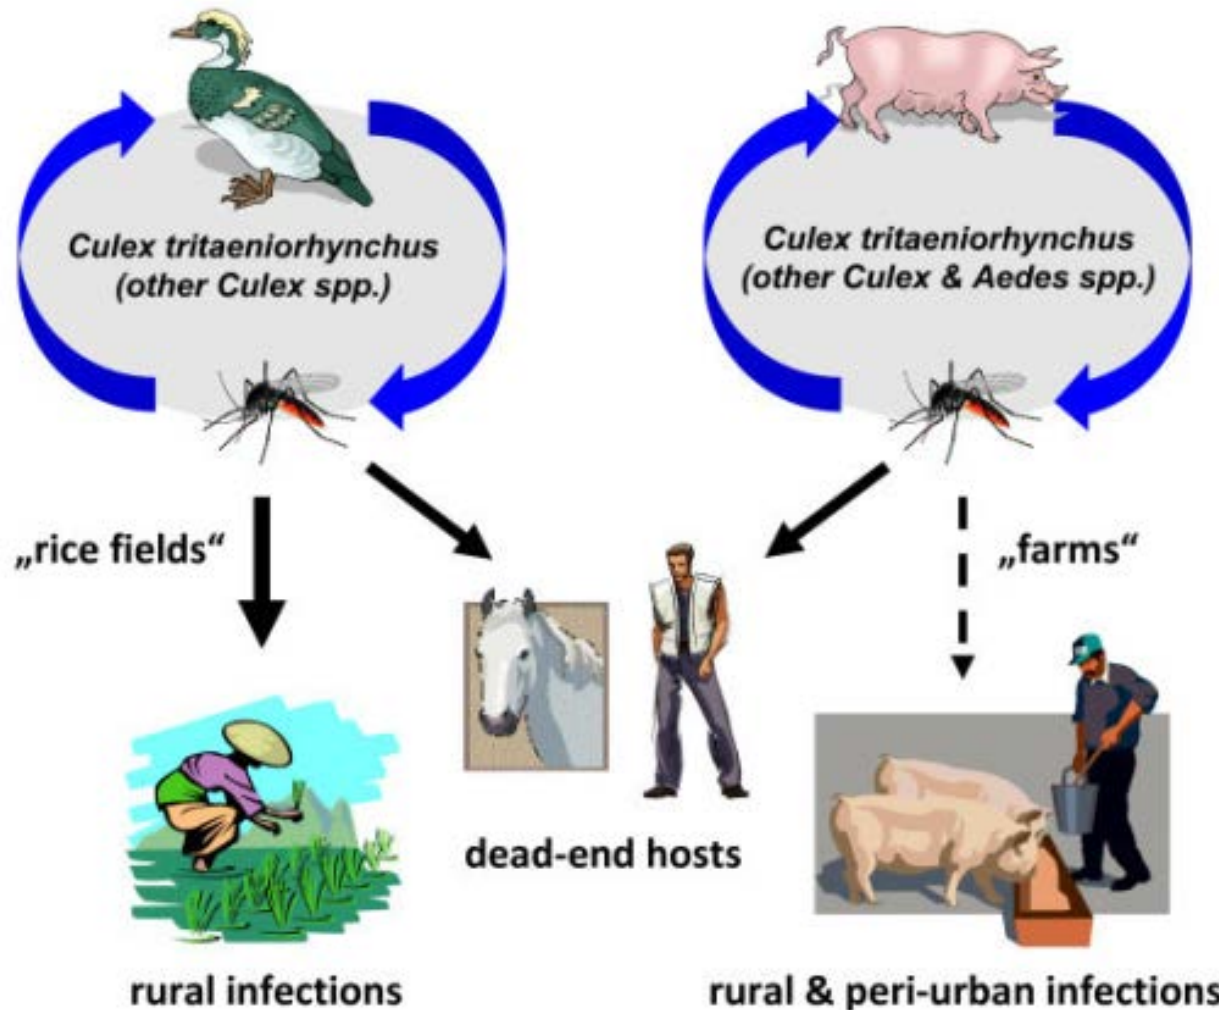 Culex tritaeniorhynchus
(other Culex spp.)
Culex tritaeniorhynchus
(other Culex & Aedes spp.)
„rice fields“
„farms“
dead-end hosts
rural infections
rural & peri-urban infections